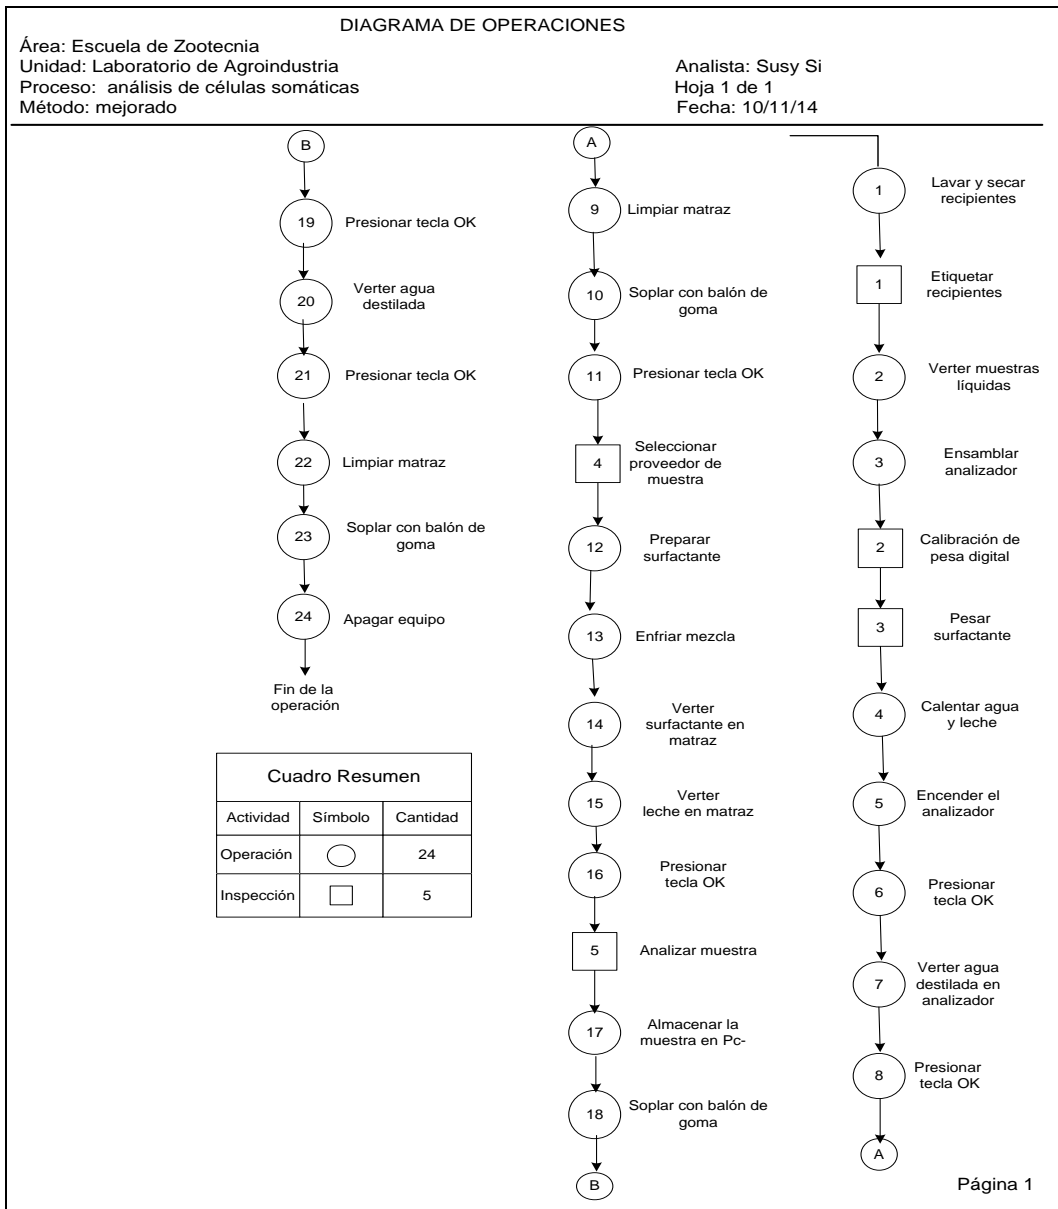 DIAGRAMA DE OPERACIONES
Área: Escuela de Zootecnia
Unidad: Laboratorio de Agroindustria
Proceso: análisis de células somáticas
Método: mejorado
Analista: Susy Si
Hoja 1 de 1
Fecha: 10/11/14
B
19
Presionar tecla OK
20
Verter agua
destilada
21
Presionar tecla OK
22
Limpiar matraz
23
Soplar con balón de
goma
24
Apagar equipo
Fin de la
operación
Cuadro Resumen
Actividad Símbolo Cantidad
Operación 24
Inspección 5
A
9
Limpiar matraz
10
Soplar con balón de
goma
11
Presionar tecla OK
4
Seleccionar
proveedor de
muestra
12
Preparar
surfactante
13
Enfriar mezcla
14
Verter
surfactante en
matraz
15
Verter
leche en matraz
16
Presionar
tecla OK
5
Analizar muestra
17
Almacenar la
muestra en Pc-
18
Soplar con balón de
goma
B
1
Lavar y secar
recipientes
1
Etiquetar
recipientes
2
Verter muestras
líquidas
3
Ensamblar
analizador
2
Calibración de
pesa digital
3
Pesar
surfactante
4
Calentar agua
y leche
5
Encender el
analizador
6
Presionar
tecla OK
7
Verter agua
destilada en
analizador
8
Presionar
tecla OK
A
Página 1